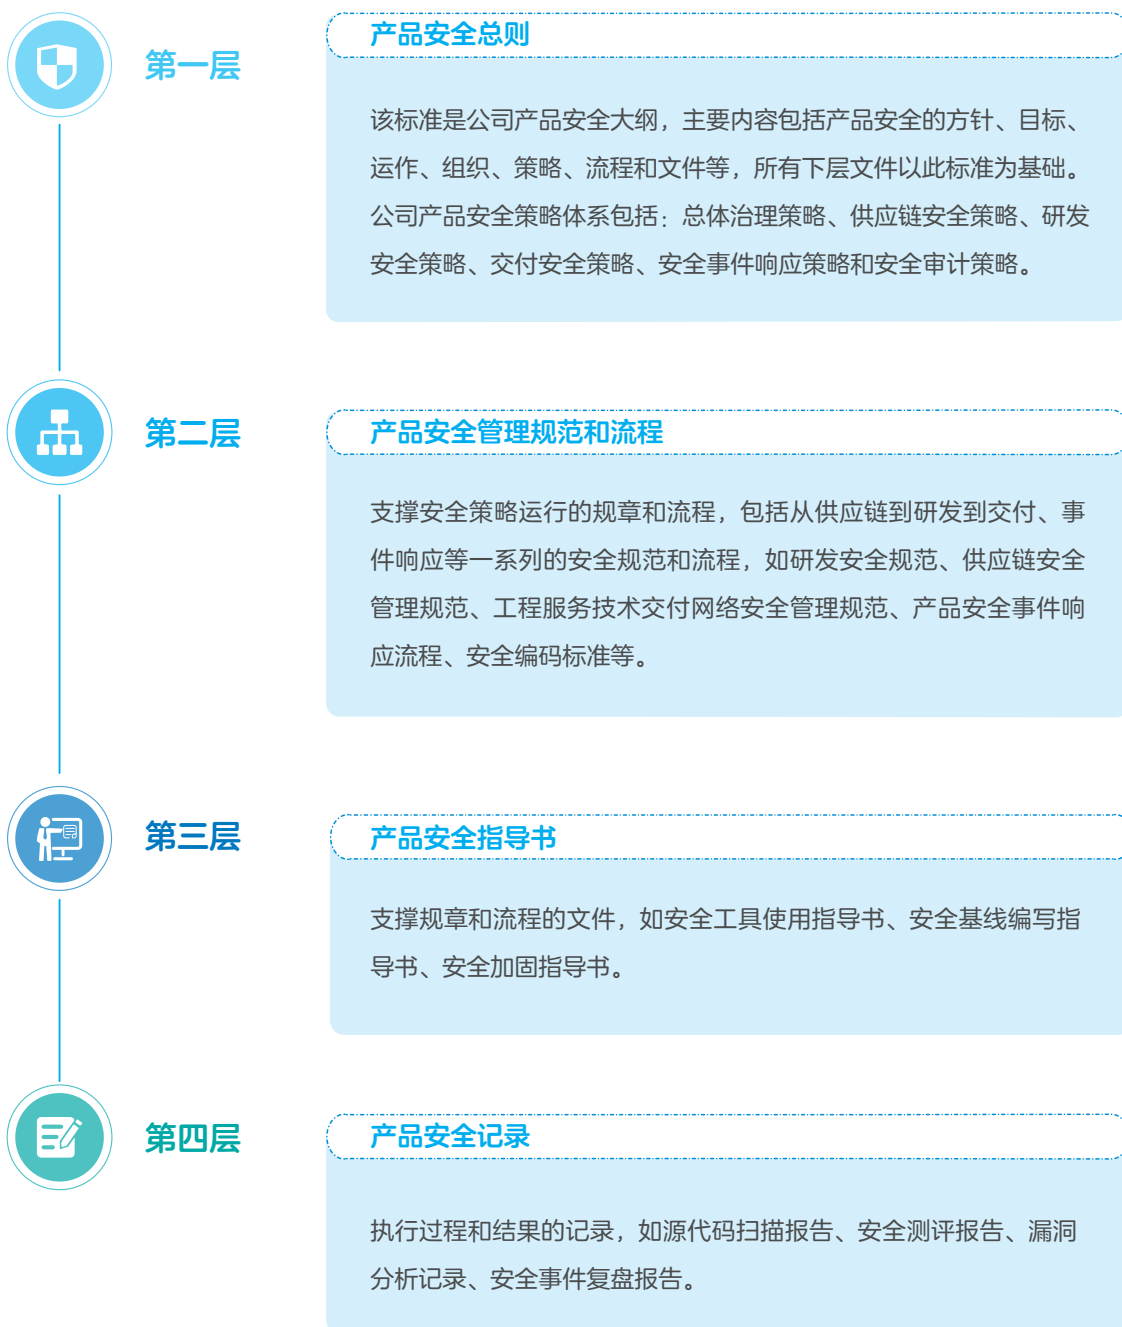 第一层
产品安全总则
该标准是公司产品安全大纲，主要内容包括产品安全的方针、目标、
运作、组织、策略、流程和文件等，所有下层文件以此标准为基础。
公司产品安全策略体系包括：总体治理策略、供应链安全策略、研发
安全策略、交付安全策略、安全事件响应策略和安全审计策略。
第二层
产品安全管理规范和流程
支撑安全策略运行的规章和流程，包括从供应链到研发到交付、事
件响应等一系列的安全规范和流程，如研发安全规范、供应链安全
管理规范、工程服务技术交付网络安全管理规范、产品安全事件响
应流程、安全编码标准等。
第三层
产品安全指导书
支撑规章和流程的文件，如安全工具使用指导书、安全基线编写指
导书、安全加固指导书。
第四层
产品安全记录
执行过程和结果的记录，如源代码扫描报告、安全测评报告、漏洞
分析记录、安全事件复盘报告。